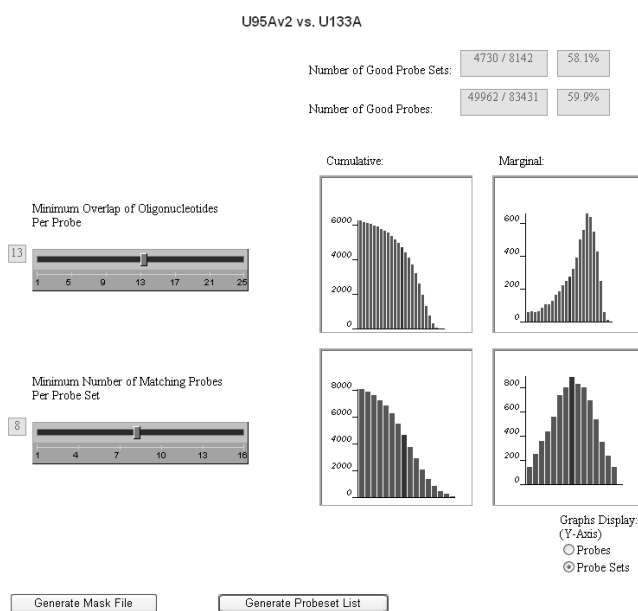 U95Av2 vs. U133A
Number of Good Probe Sets: 4730 / 8142 58.1%
Number of Good Probes: 49962 / 83431 59.9%
Cumulative: Marginal:
Minimum Overlap of Oligonucleotides
Per Probe
13
1 5 9 13 17 21 25
6000
4000
2000
0
600
400
200
0
Minimum Number of Matching Probes
Per Probe Set
8
1 4 7 10 13 16
8000
6000
4000
2000
0
800
600
400
200
0
Graphs Display:
(Y-Axis)
Probes
Probe Sets
Generate Mask File Generate Probeset List